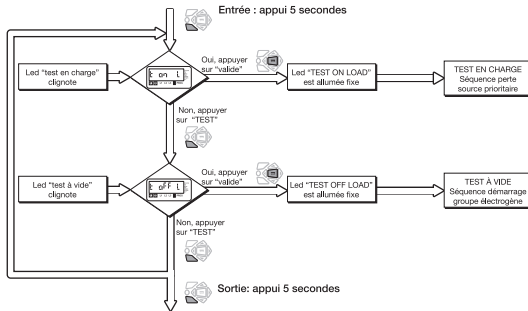 Entrée : appui 5 secondes
Led "test en charge"
clignote
t on l
Oui, appuyer
sur "valide"
Led "TEST ON LOAD"
est allumée fixe
TEST EN CHARGE
Séquence perte
source prioritaire
Non, appuyer
sur "TEST"
Led "test à vide"
clignote
t oFF l
Oui, appuyer
sur "valide"
Led "TEST OFF LOAD"
est allumée fixe
TEST À VIDE
Séquence démarrage
groupe électrogène
Non, appuyer
sur "TEST"
Sortie: appui 5 secondes